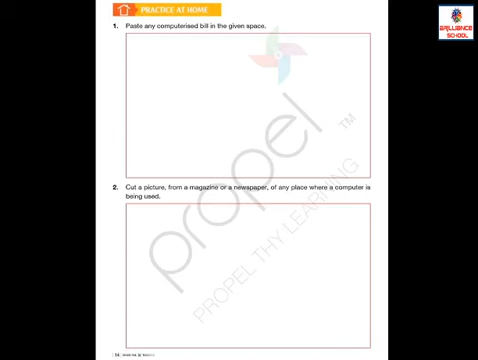 PRACTICE AT HOME
BRILLIANCE
SCHOOL
1. Paste any computerised bill in the given space.
propel
TM
PROPEL THY LEARNING
2. Cut a picture, from a magazine or a newspaper, of any place where a computer is
being used.
14